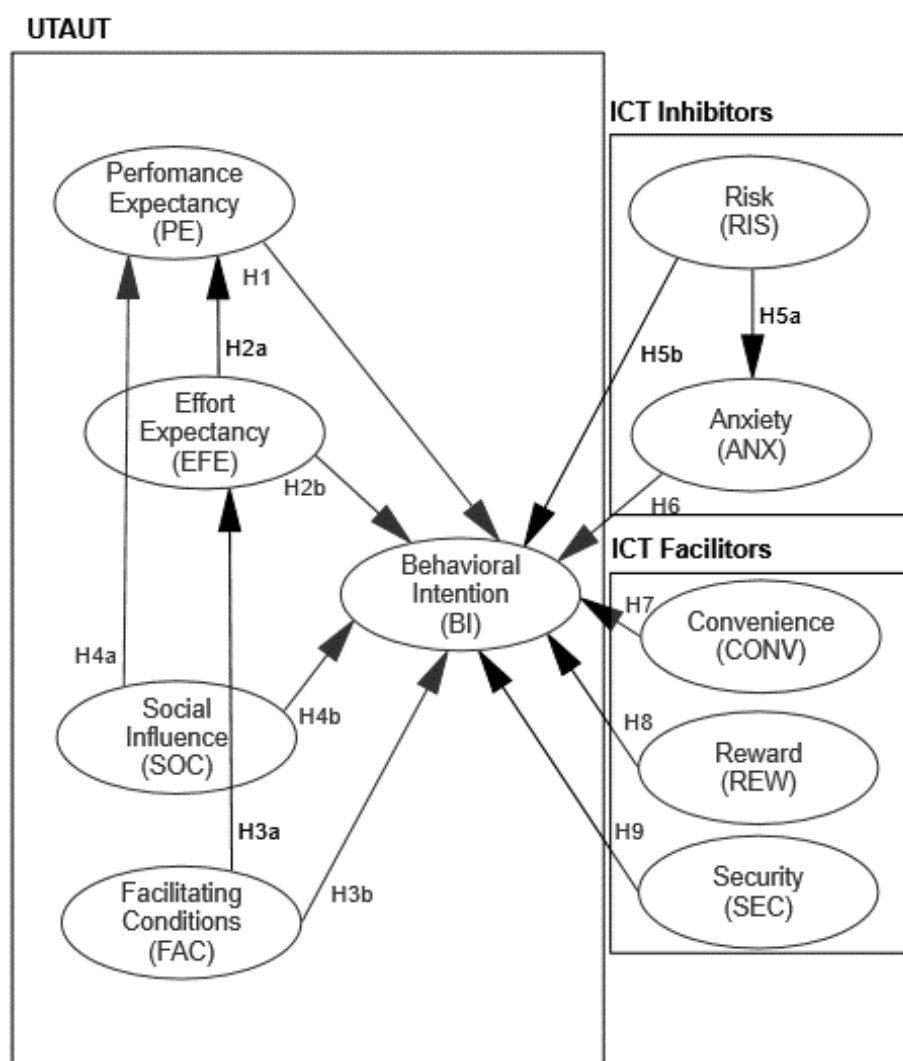 UTAUT
Perfomance
Expectancy
(PE)
H1
H2a
Effort
Expectancy
(EFE)
H2b
Behavioral
Intention
(BI)
H4a
Social
Influence
(SOC)
H4b
H3a
Facilitating
Conditions
(FAC)
H3b
ICT Inhibitors
Risk
(RIS)
H5a
H5b
Anxiety
(ANX)
H6
ICT Facilitors
H7
Convenience
(CONV)
H8
Reward
(REW)
H9
Security
(SEC)